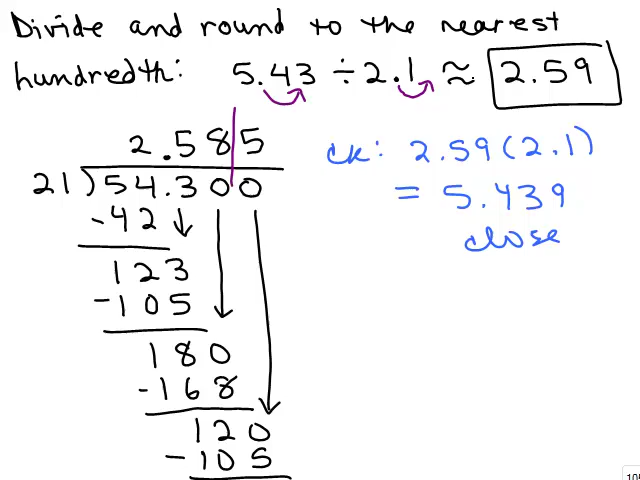 Divide and round to the nearest
hundredth: 5.43 ÷ 2.1 ≈ 2.59
2.585
21)54.300
-42
123
-105
180
-168
120
-105
ck: 2.59(2.1)
= 5.439
close